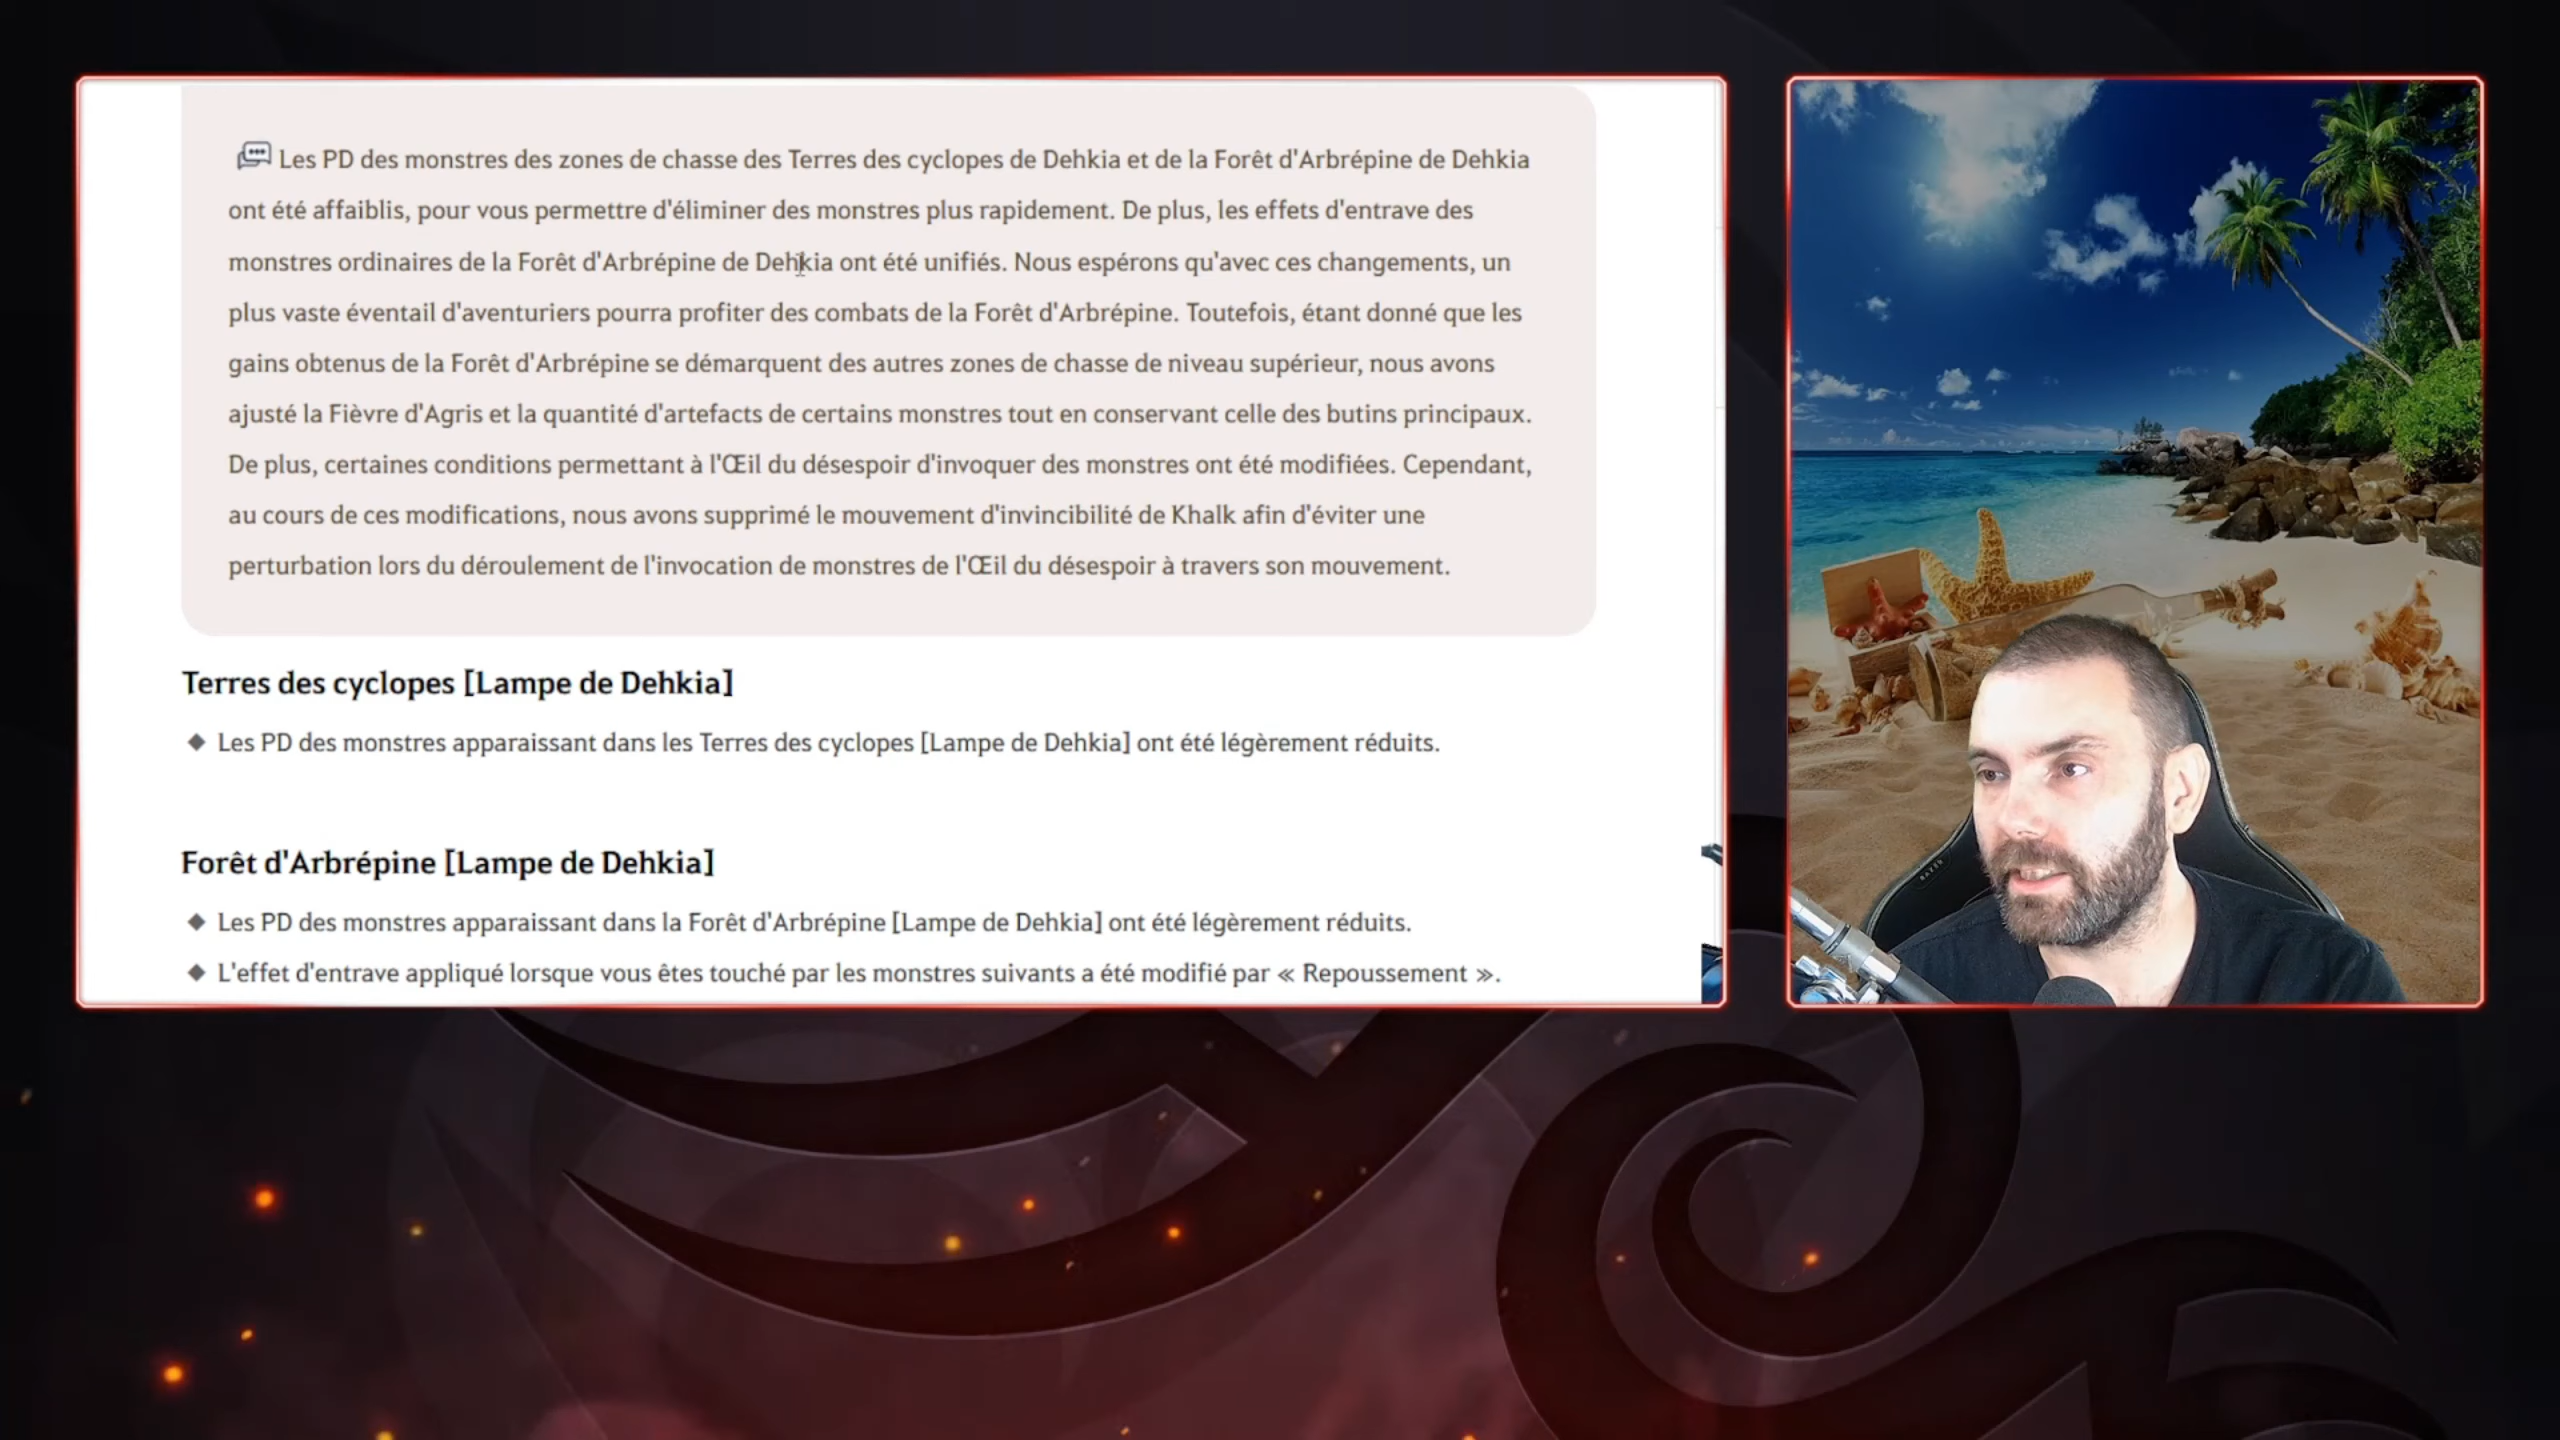 Les PD des monstres des zones de chasse des Terres des cyclopes de Dehkia et de la Forêt d'Arbrépine de Dehkia
ont été affaiblis, pour vous permettre d'éliminer des monstres plus rapidement. De plus, les effets d'entrave des
monstres ordinaires de la Forêt d'Arbrépine de Dehkia ont été unifiés. Nous espérons qu'avec ces changements, un
plus vaste éventail d'aventuriers pourra profiter des combats de la Forêt d'Arbrépine. Toutefois, étant donné que les
gains obtenus de la Forêt d'Arbrépine se démarquent des autres zones de chasse de niveau supérieur, nous avons
ajusté la Fièvre d'Agris et la quantité d'artefacts de certains monstres tout en conservant celle des butins principaux.
De plus, certaines conditions permettant à l'Œil du désespoir d'invoquer des monstres ont été modifiées. Cependant,
au cours de ces modifications, nous avons supprimé le mouvement d'invincibilité de Khalk afin d'éviter une
perturbation lors du déroulement de l'invocation de monstres de l'Œil du désespoir à travers son mouvement.
Terres des cyclopes [Lampe de Dehkia]
◆ Les PD des monstres apparaissant dans les Terres des cyclopes [Lampe de Dehkia] ont été légèrement réduits.
Forêt d'Arbrépine [Lampe de Dehkia]
◆ Les PD des monstres apparaissant dans la Forêt d'Arbrépine [Lampe de Dehkia] ont été légèrement réduits.
◆ L'effet d'entrave appliqué lorsque vous êtes touché par les monstres suivants a été modifié par « Repoussement ».
RAZER